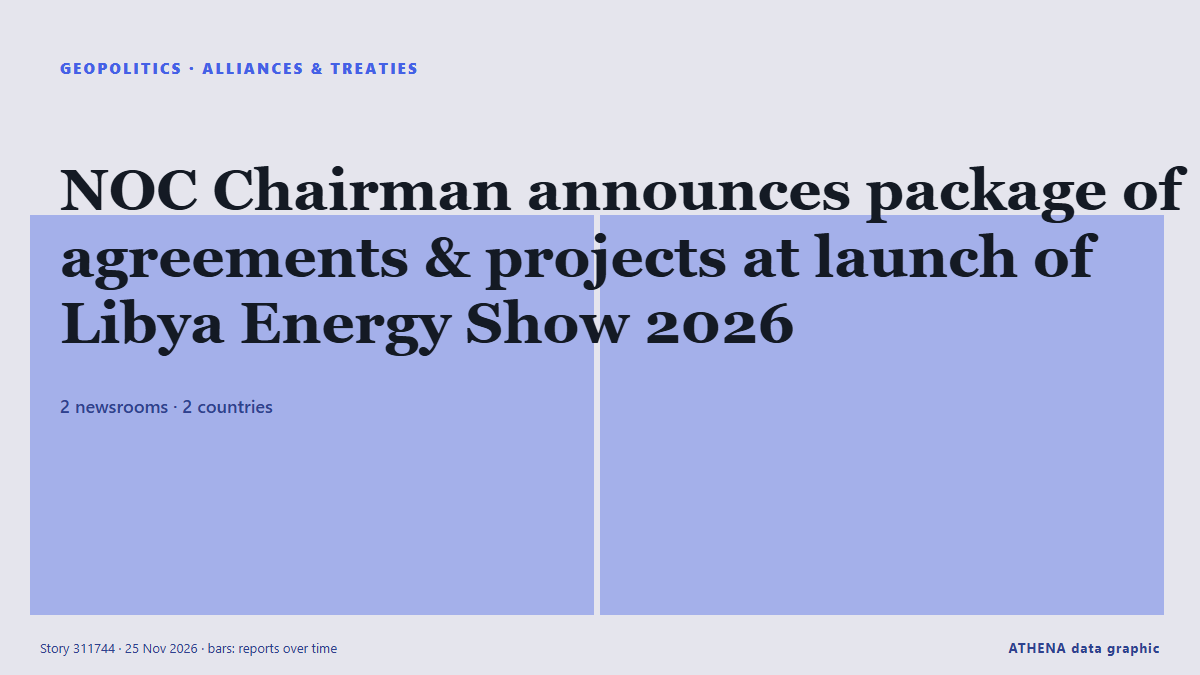 GEOPOLITICS · ALLIANCES & TREATIES
NOC Chairman announces package of
agreements & projects at launch of
Libya Energy Show 2026
2 newsrooms · 2 countries
Story 311744 · 25 Nov 2026 · bars: reports over time
ATHENA data graphic